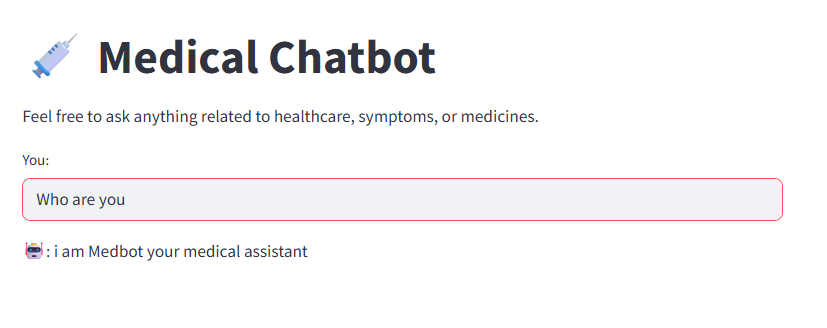 Medical Chatbot
Feel free to ask anything related to healthcare, symptoms, or medicines.
You:
Who are you
: i am Medbot your medical assistant